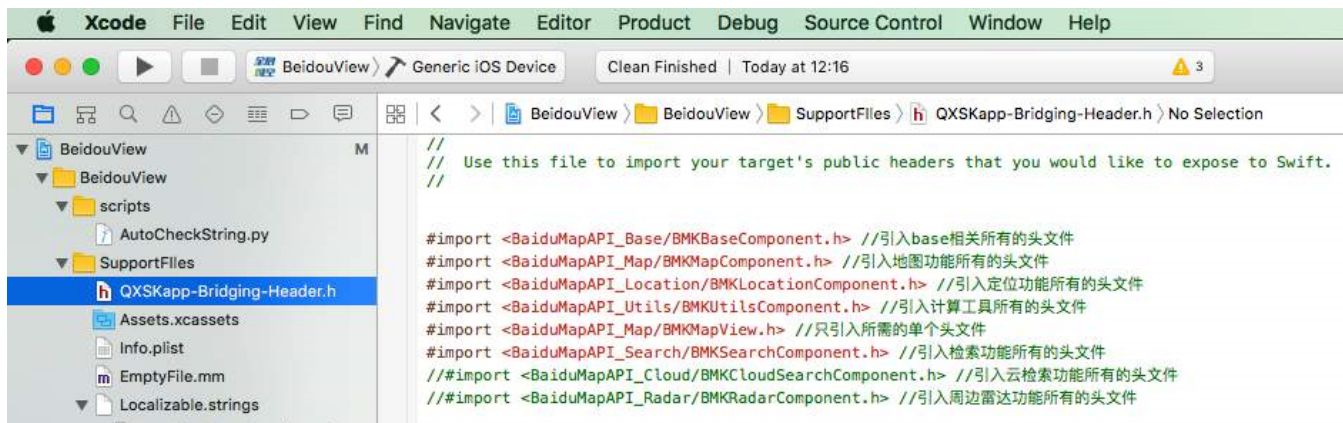 Xcode File Edit View Find Navigate Editor Product Debug Source Control Window Help
BeidouView 〉 Generic iOS Device Clean Finished | Today at 12:16 3
BeidouView 〉 BeidouView 〉 SupportFIles 〉 h QXSKapp-Bridging-Header.h 〉 No Selection
BeidouView M
BeidouView
scripts
AutoCheckString.py
SupportFIles
h QXSKapp-Bridging-Header.h
Assets.xcassets
Info.plist
m EmptyFile.mm
Localizable.strings
//
// Use this file to import your target's public headers that you would like to expose to Swift.
//
#import <BaiduMapAPI_Base/BMKBaseComponent.h> //引入base相关所有的头文件
#import <BaiduMapAPI_Map/BMKMapComponent.h> //引入地图功能所有的头文件
#import <BaiduMapAPI_Location/BMKLocationComponent.h> //引入定位功能所有的头文件
#import <BaiduMapAPI_Utils/BMKUtilsComponent.h> //引入计算工具所有的头文件
#import <BaiduMapAPI_Map/BMKMapView.h> //只引入所需的单个头文件
#import <BaiduMapAPI_Search/BMKSearchComponent.h> //引入检索功能所有的头文件
//#import <BaiduMapAPI_Cloud/BMKCloudSearchComponent.h> //引入云检索功能所有的头文件
//#import <BaiduMapAPI_Radar/BMKRadarComponent.h> //引入周边雷达功能所有的头文件